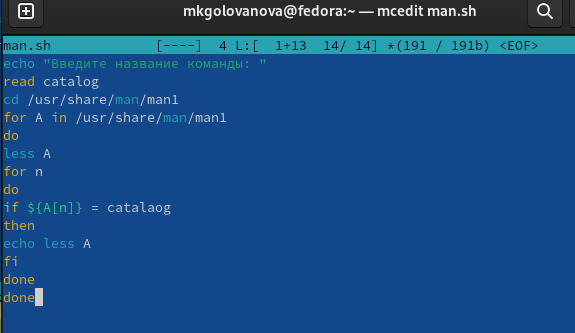 mkgolovanova@fedora:~ — mcedit man.sh
man.sh [----] 4 L:[ 1+13 14/ 14] *(191 / 191b) <EOF>
echo "Введите название команды: "
read catalog
cd /usr/share/man/man1
for A in /usr/share/man/man1
do
less A
for n
do
if ${A[n]} = catalaog
then
echo less A
fi
done
done